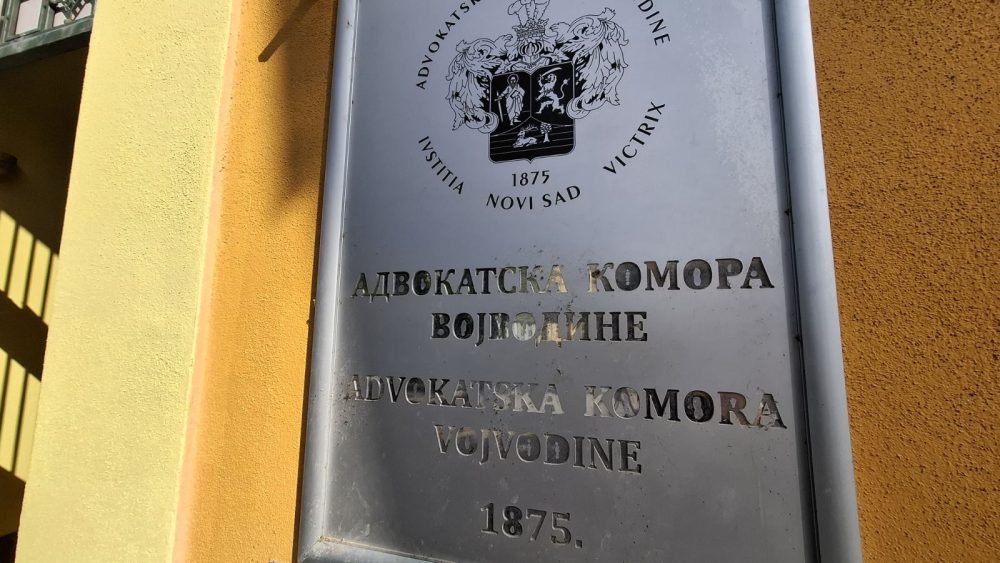 IVSTITIA VICTRIX
1875
NOVI SAD
АДВОКАТСКА КОМОРА
ВОЈВОДИНЕ
ADVOKATSKA KOMORA
VOJVODINE
1875.